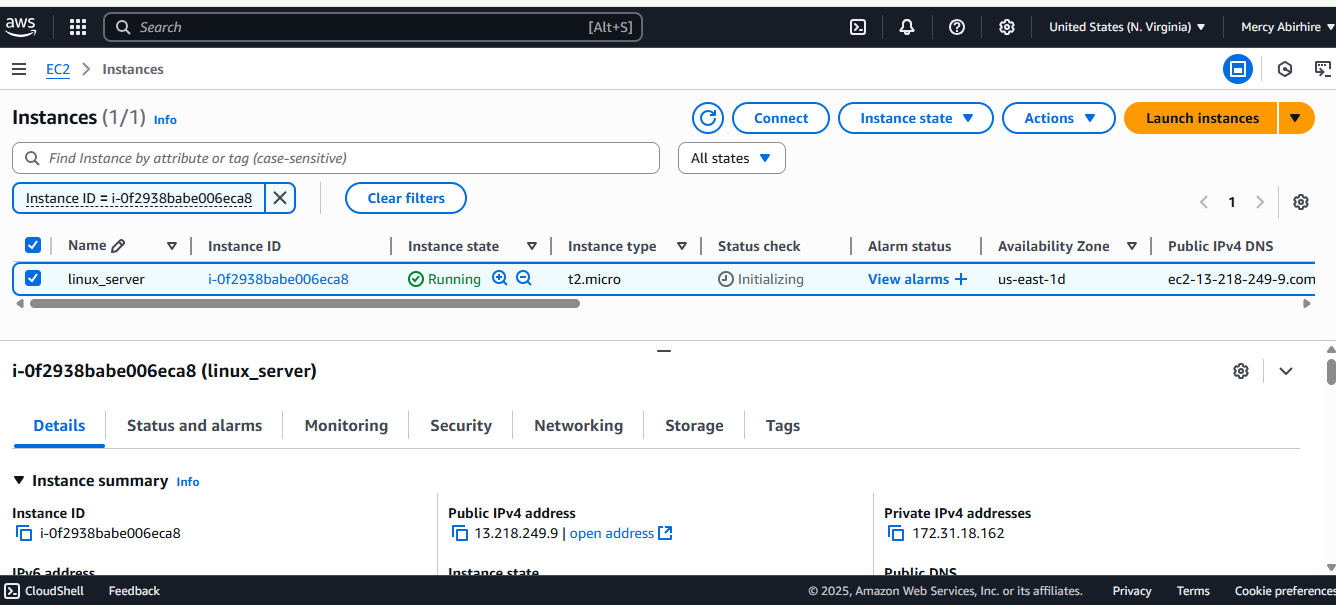 aws Search [Alt+S] United States (N. Virginia) Mercy Abirhire
EC2 Instances
Instances (1/1) Info Connect Instance state Actions Launch instances
Find Instance by attribute or tag (case-sensitive) All states
Instance ID = i-0f2938babe006eca8 Clear filters 1
Name Instance ID Instance state Instance type Status check Alarm status Availability Zone Public IPv4 DNS
linux_server i-0f2938babe006eca8 Running t2.micro Initializing View alarms + us-east-1d ec2-13-218-249-9.com
i-0f2938babe006eca8 (linux_server)
Details Status and alarms Monitoring Security Networking Storage Tags
Instance summary Info
Instance ID Public IPv4 address Private IPv4 addresses
i-0f2938babe006eca8 13.218.249.9 | open address 172.31.18.162
IPv6 address Instance state Public DNS
CloudShell Feedback © 2025, Amazon Web Services, Inc. or its affiliates. Privacy Terms Cookie preferences